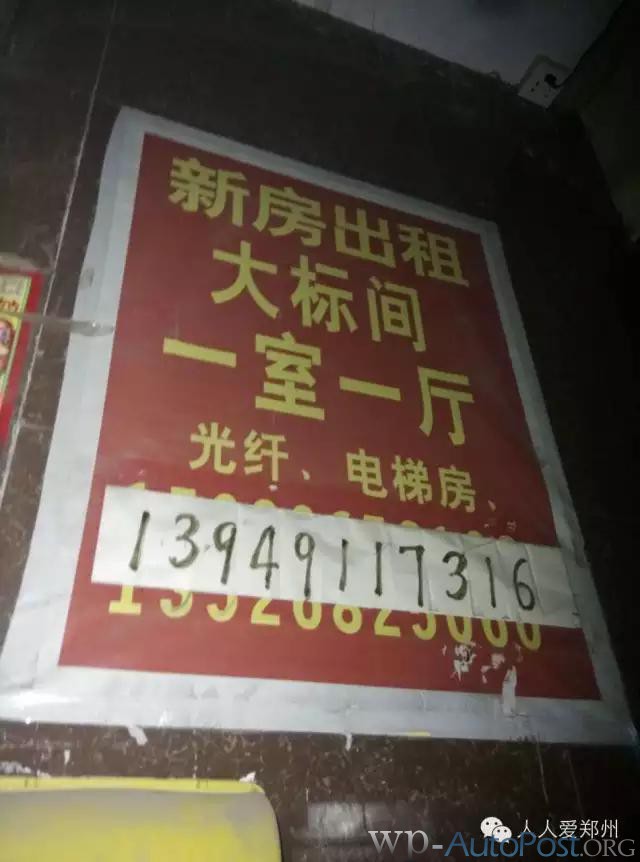 新房出租
大标间
一室一厅
光纤、电梯房、
13949117316
人人爱郑州
wp-AutoPost.org